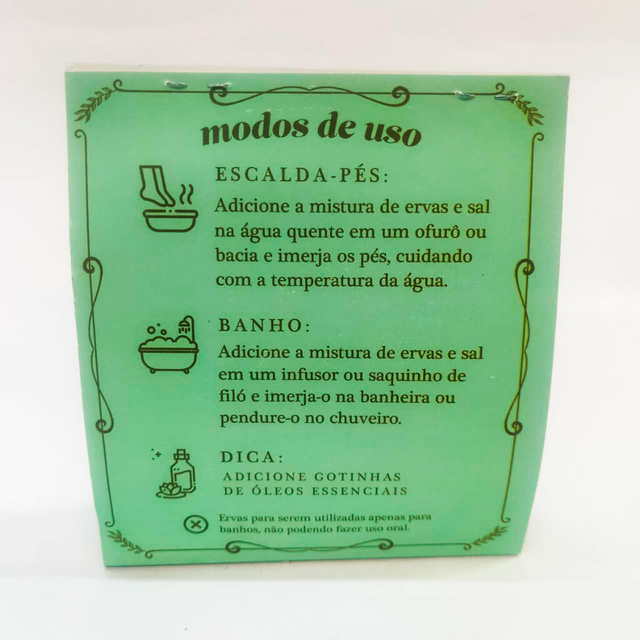 modos de uso
ESCALDA-PÉS:
Adicione a mistura de ervas e sal
na água quente em um ofurô ou
bacia e imerja os pés, cuidando
com a temperatura da água.
BANHO:
Adicione a mistura de ervas e sal
em um infusor ou saquinho de
filó e imerja-o na banheira ou
pendure-o no chuveiro.
DICA:
ADICIONE GOTINHAS
DE ÓLEOS ESSENCIAIS
Ervas para serem utilizadas apenas para
banhos, não podendo fazer uso oral.